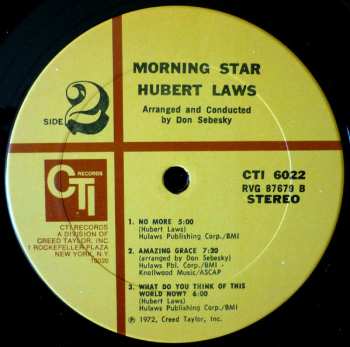 MORNING STAR
HUBERT LAWS
Arranged and Conducted
by Don Sebesky
SIDE 2
CTI 6022
RVG 87679 B
STEREO
CTI RECORDS
CTI RECORDS
A DIVISION OF
CREED TAYLOR, INC.
1 ROCKEFELLER PLAZA
NEW YORK, N.Y.
10020
1. NO MORE 5:00
(Hubert Laws)
Hulaws Publishing Corp./BMI
2. AMAZING GRACE 7:20
(arranged by Don Sebesky)
Hulaws Pbl. Corp./BMI -
Knollwood Music/ASCAP
3. WHAT DO YOU THINK OF THIS
WORLD NOW? 6:00
(Hubert Laws)
Hulaws Publishing Corp./BMI
℗ 1972, Creed Taylor, Inc.